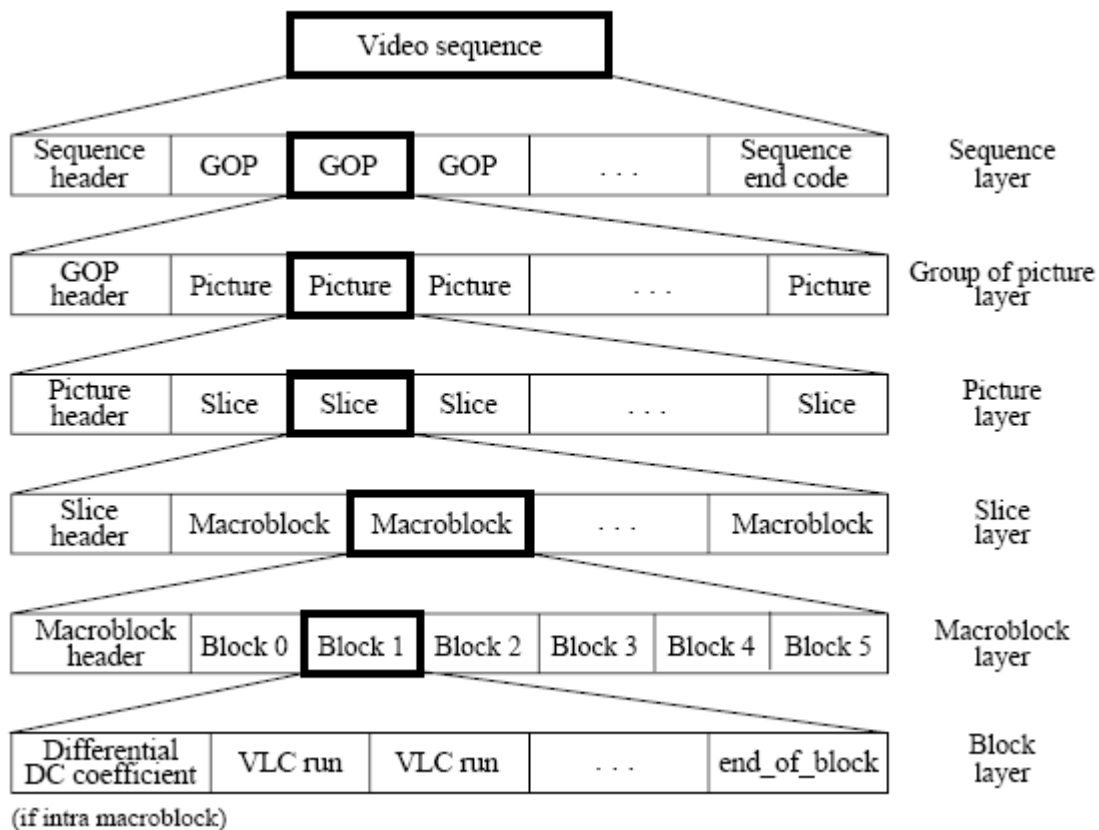 Video sequence
Sequence header GOP GOP GOP . . . Sequence end code Sequence layer
GOP header Picture Picture Picture . . . Picture Group of picture layer
Picture header Slice Slice Slice . . . Slice Picture layer
Slice header Macroblock Macroblock . . . Macroblock Slice layer
Macroblock header Block 0 Block 1 Block 2 Block 3 Block 4 Block 5 Macroblock layer
Differential DC coefficient VLC run VLC run . . . end_of_block Block layer
(if intra macroblock)